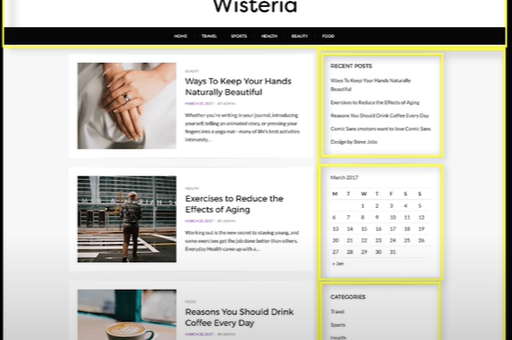 Wisteria
HOME TRAVEL SPORTS HEALTH BEAUTY FOOD
BEAUTY
Ways To Keep Your Hands
Naturally Beautiful
MARCH 31, 2017 - BY ADMIN
Whether you're writing in your journal, introducing
yourself, telling an animated story, or pressing your
fingers into a yoga mat - many of life's best activities
intimately...
HEALTH
Exercises to Reduce the
Effects of Aging
MARCH 31, 2017 - BY ADMIN
Working out is the new secret to staying young, and
some exercises get the job done better than others.
Everyday Health came up with a...
FOOD
Reasons You Should Drink
Coffee Every Day
MARCH 31, 2017 - BY ADMIN
RECENT POSTS
Ways To Keep Your Hands Naturally
Beautiful
Exercises to Reduce the Effects of Aging
Reasons You Should Drink Coffee Every Day
Comic Sans creators want to love Comic Sans
Design by Steve Jobs
March 2017
M T W T F S S
1 2 3 4 5
6 7 8 9 10 11 12
13 14 15 16 17 18 19
20 21 22 23 24 25 26
27 28 29 30 31
« Jan
CATEGORIES
Travel
Sports
Health